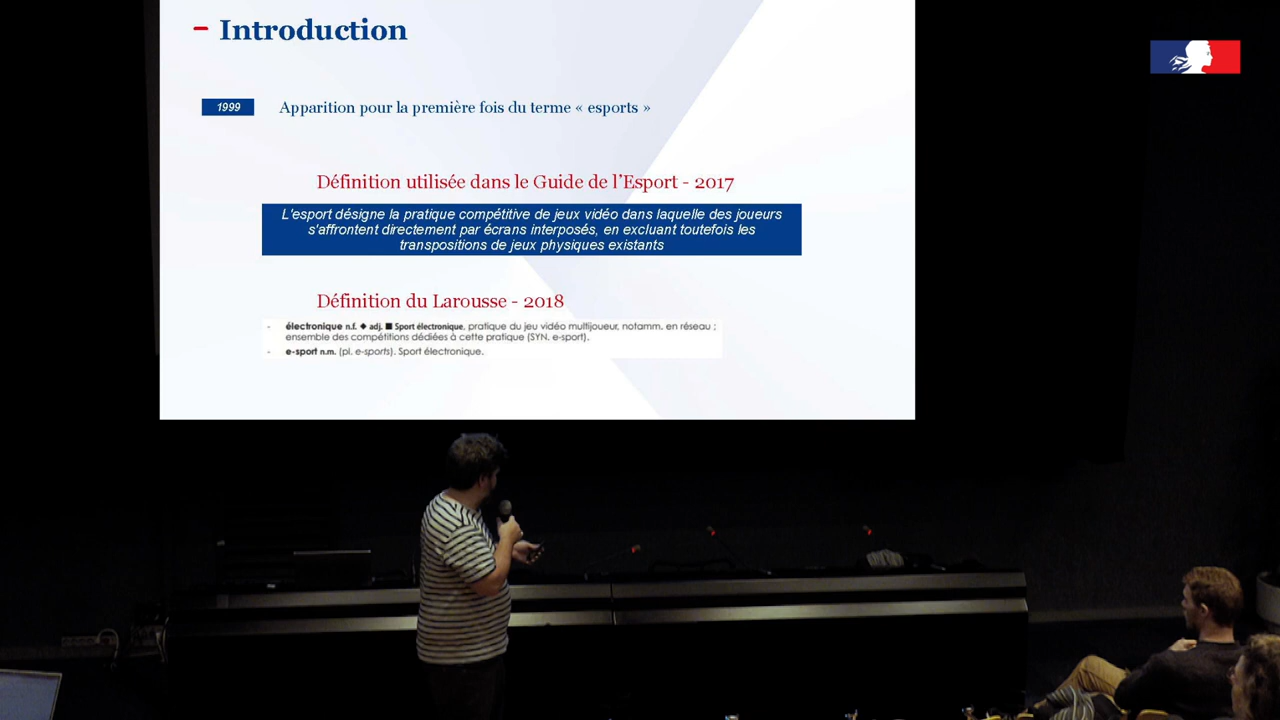 Introduction
1999
Apparition pour la première fois du terme « esports »
Définition utilisée dans le Guide de l'Esport - 2017
L'esport désigne la pratique compétitive de jeux vidéo dans laquelle des joueurs
s'affrontent directement par écrans interposés, en excluant toutefois les
transpositions de jeux physiques existants
Définition du Larousse - 2018
- électronique n.f. ◆ adj. ■ Sport électronique, pratique du jeu vidéo multijoueur, notamm. en réseau ;
ensemble des compétitions dédiées à cette pratique (SYN. e-sport).
- e-sport n.m. (pl. e-sports). Sport électronique.